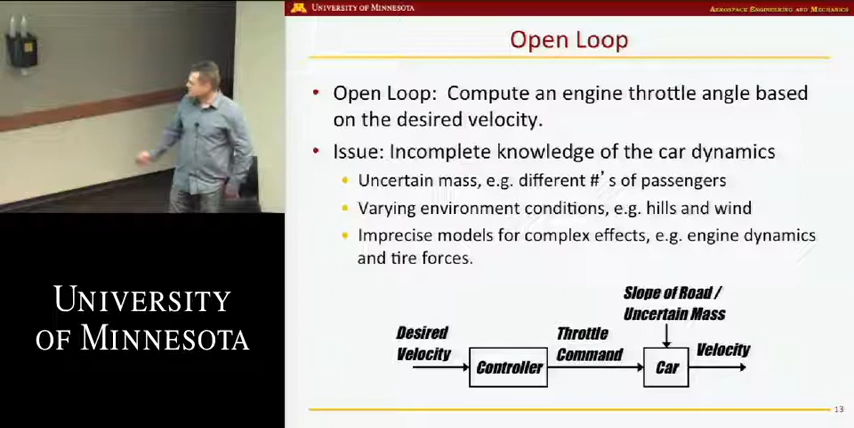 UNIVERSITY OF MINNESOTA
AEROSPACE ENGINEERING AND MECHANICS
Open Loop
• Open Loop: Compute an engine throttle angle based
on the desired velocity.
• Issue: Incomplete knowledge of the car dynamics
• Uncertain mass, e.g. different #'s of passengers
• Varying environment conditions, e.g. hills and wind
• Imprecise models for complex effects, e.g. engine dynamics
and tire forces.
Slope of Road /
Uncertain Mass
Desired
Velocity
Controller
Throttle
Command
Car
Velocity
13
UNIVERSITY
OF MINNESOTA